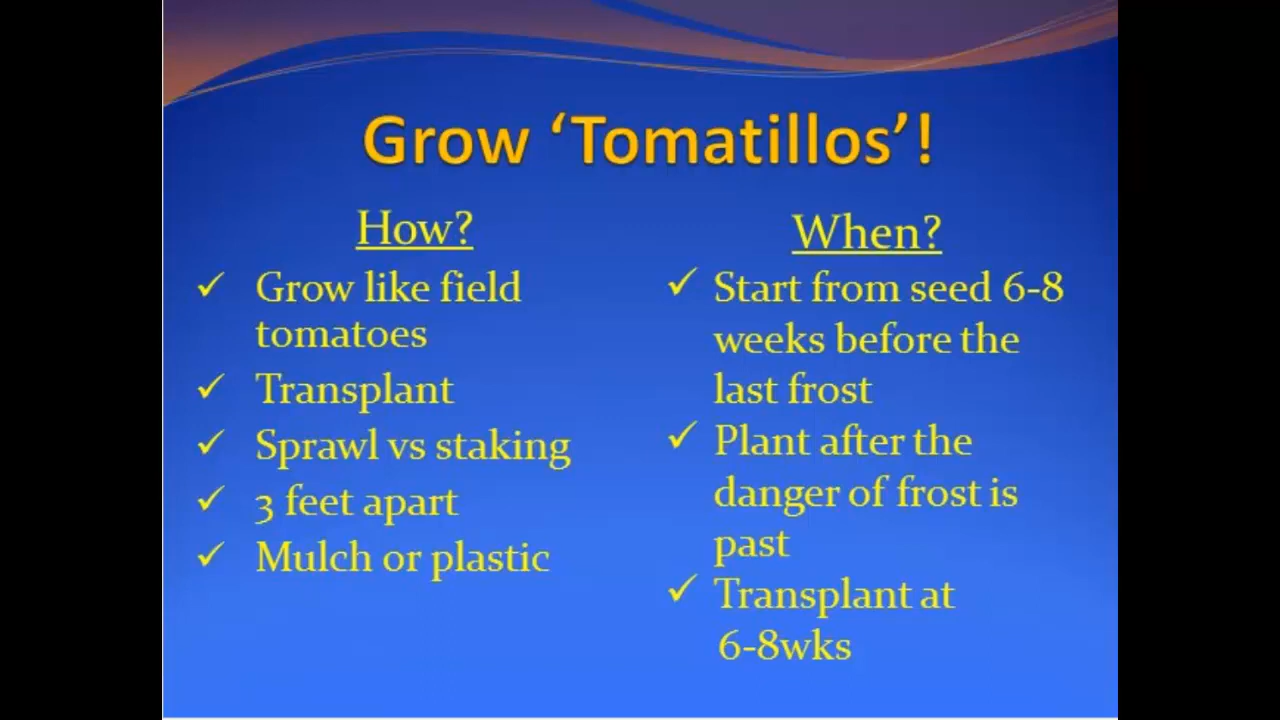 Grow ‘Tomatillos’!
How?
✓ Grow like field
tomatoes
✓ Transplant
✓ Sprawl vs staking
✓ 3 feet apart
✓ Mulch or plastic
When?
✓ Start from seed 6-8
weeks before the
last frost
✓ Plant after the
danger of frost is
past
✓ Transplant at
6-8wks